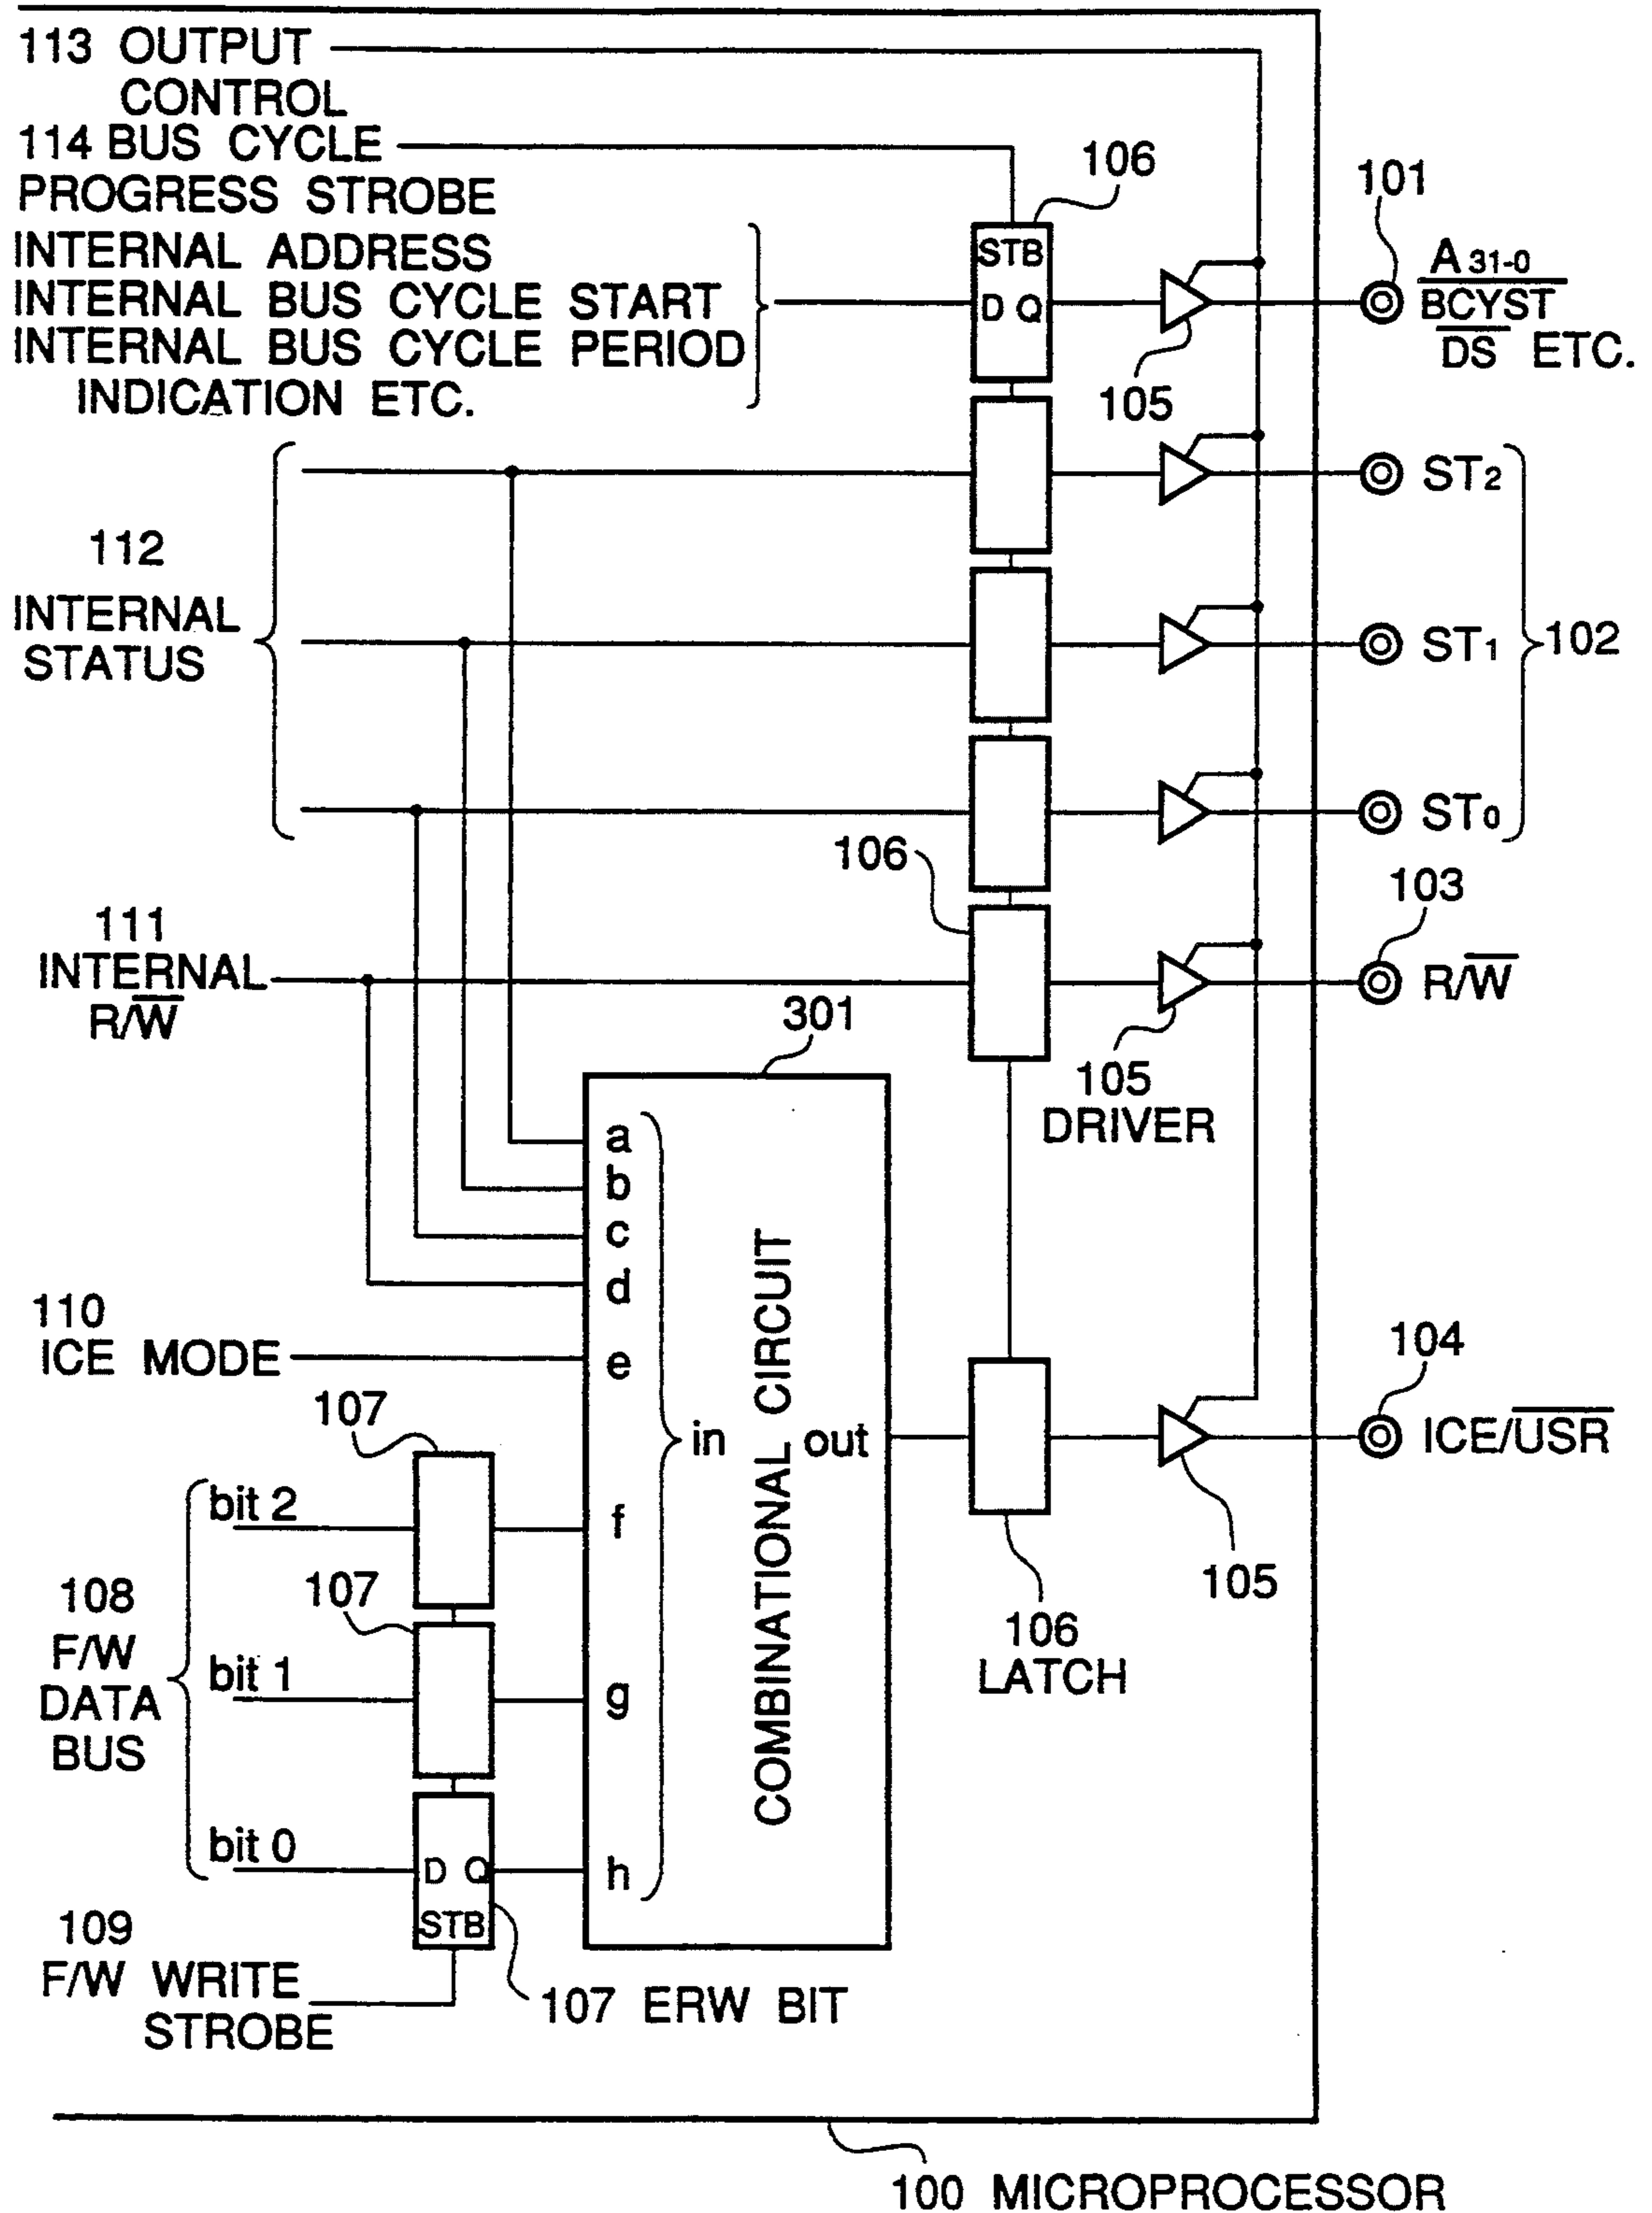 113 OUTPUT
CONTROL
114 BUS CYCLE
PROGRESS STROBE
INTERNAL ADDRESS
INTERNAL BUS CYCLE START
INTERNAL BUS CYCLE PERIOD
INDICATION ETC.
106
STB
D Q
105
101
A31-0
BCYST
DS ETC.
112
INTERNAL
STATUS
ST2
ST1
ST0
102
106
111
INTERNAL
R/W
103
R/W
105
DRIVER
301
a
b
c
d
e
f
g
h
in
COMBINATIONAL CIRCUIT
out
110
ICE MODE
104
ICE/USR
105
106
LATCH
107
bit 2
107
108
F/W
DATA
BUS
bit 1
bit 0
D Q
STB
109
F/W WRITE
STROBE
107 ERW BIT
100 MICROPROCESSOR